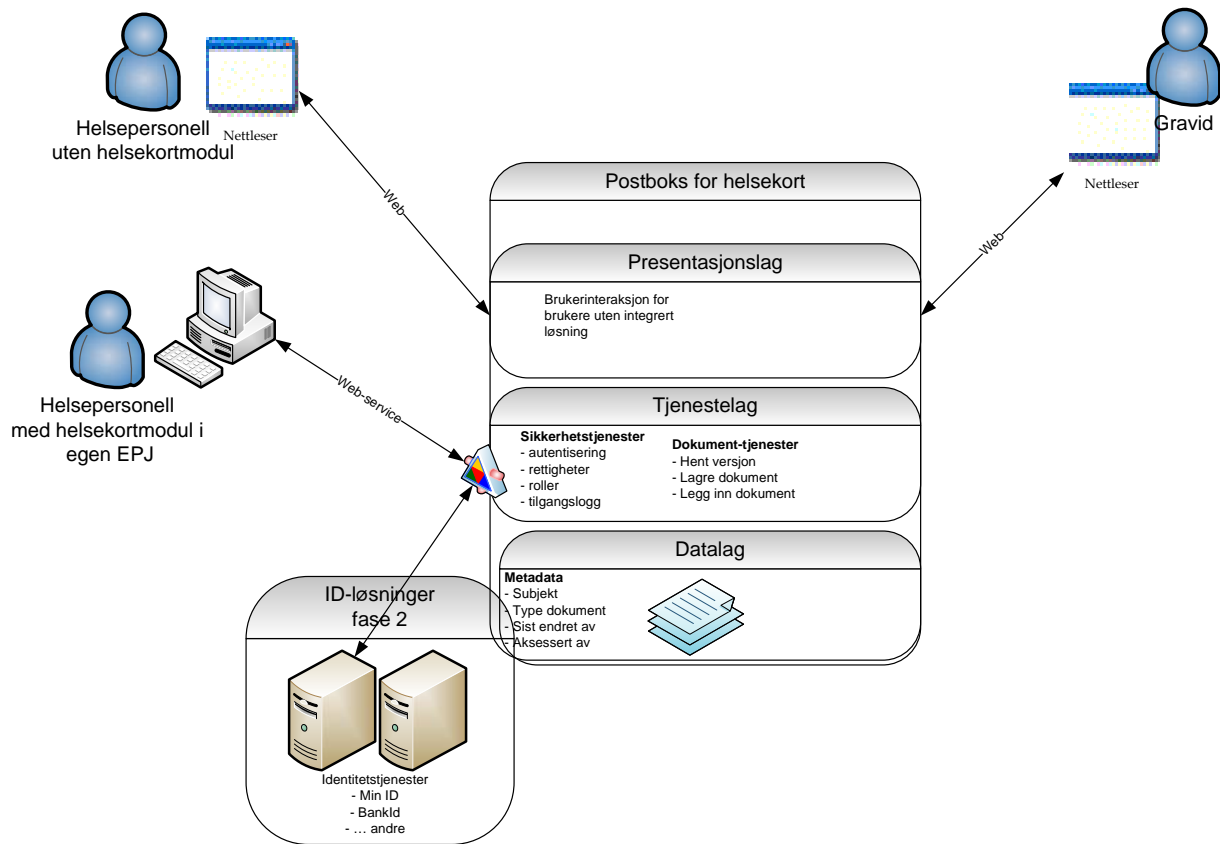 Helsepersonell
uten helsekortmodul
Nettleser
Gravid
Nettleser
Web
Web
Postboks for helsekort
Presentasjonslag
Brukerinteraksjon for
brukere uten integrert
løsning
Helsepersonell
med helsekortmodul i
egen EPJ
Web-service
Tjenestelag
Sikkerhetstjenester
- autentisering
- rettigheter
- roller
- tilgangslogg
Dokument-tjenester
- Hent versjon
- Lagre dokument
- Legg inn dokument
Datalag
Metadata
- Subjekt
- Type dokument
- Sist endret av
- Aksessert av
ID-løsninger
fase 2
Identitetstjenester
- Min ID
- BankId
- … andre